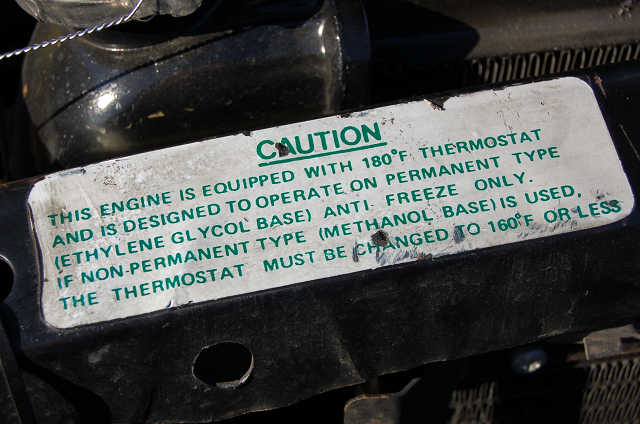 CAUTION
THIS ENGINE IS EQUIPPED WITH 180°F THERMOSTAT
AND IS DESIGNED TO OPERATE ON PERMANENT TYPE
(ETHYLENE GLYCOL BASE) ANTI FREEZE ONLY.
IF NON-PERMANENT TYPE (METHANOL BASE) IS USED,
THE THERMOSTAT MUST BE CHANGED TO 160°F OR LESS